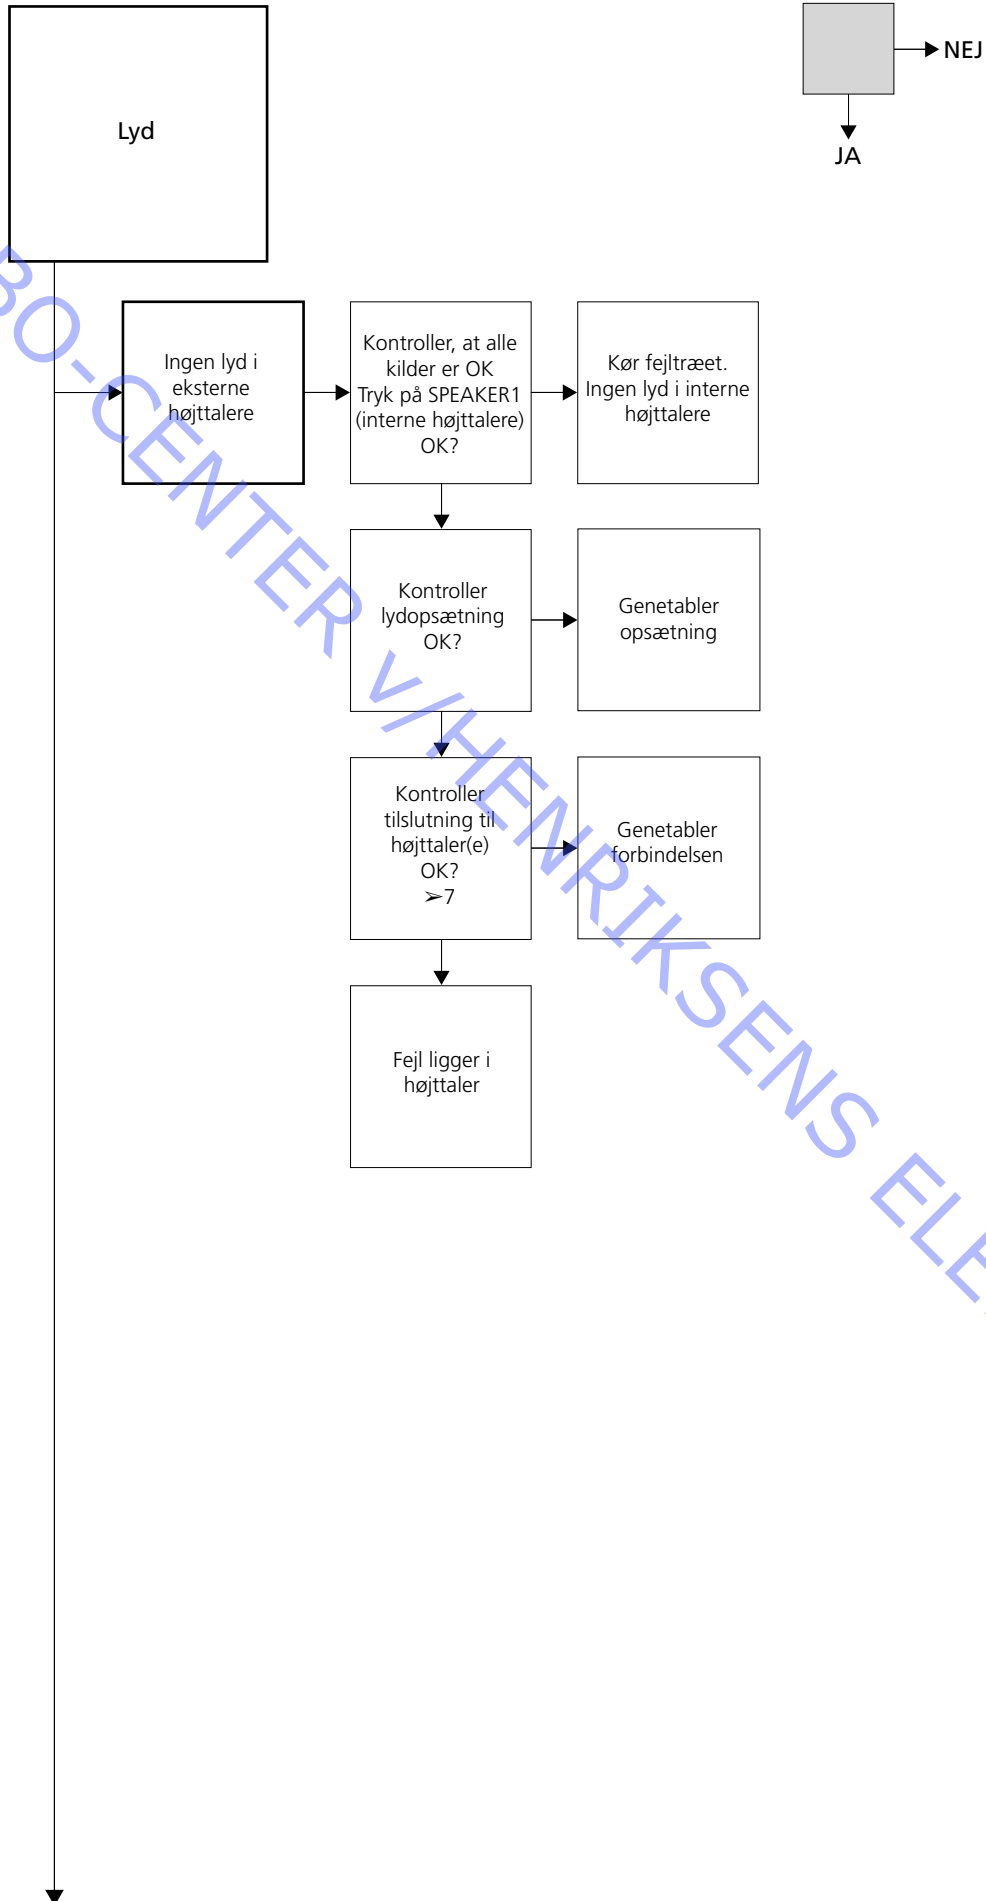 NEJ
JA
Lyd
Ingen lyd i
eksterne
højttalere
Kontroller, at alle
kilder er OK
Tryk på SPEAKER1
(interne højttalere)
OK?
Kør fejltræet.
Ingen lyd i interne
højttalere
Kontroller
lydopsætning
OK?
Genetabler
opsætning
Kontroller
tilslutning til
højttaler(e)
OK?
➢7
Genetabler
forbindelsen
Fejl ligger i
højttaler
BO-CENTER v/HENRIKSENS ELE